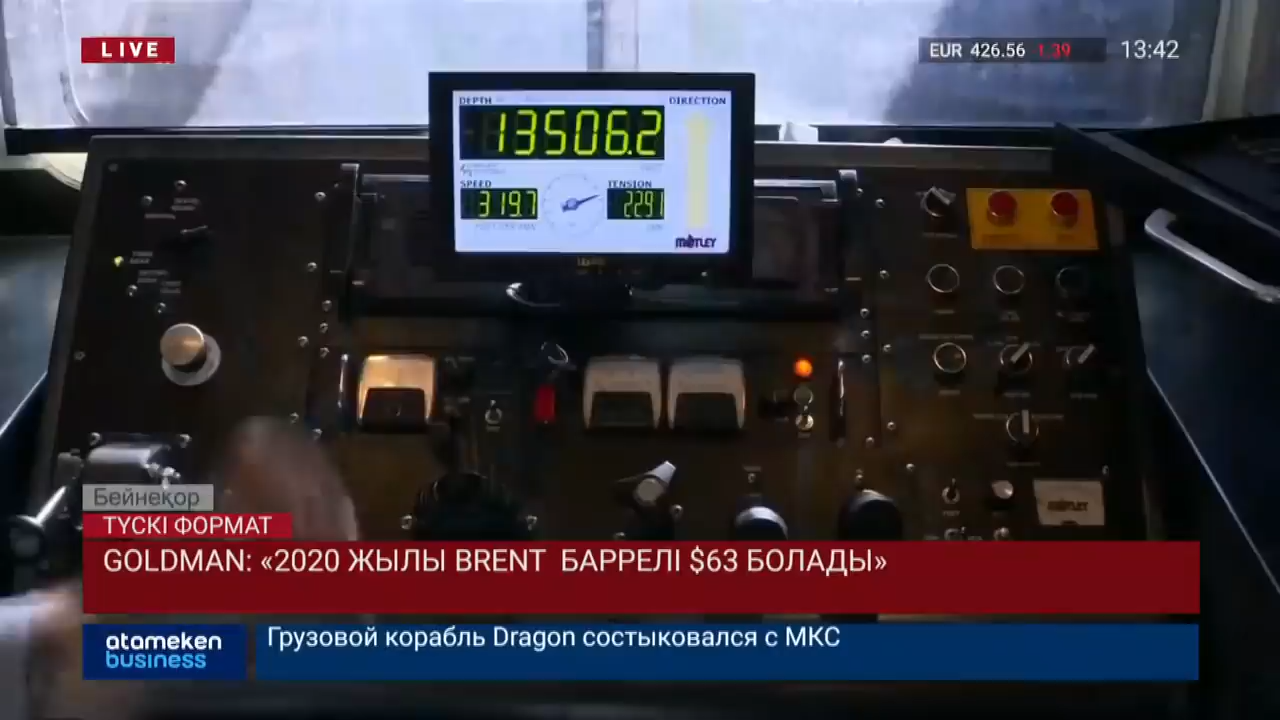 LIVE
EUR 426.56 1.39 13:42
DEPTH
DIRECTION
13506.2
SPEED
TENSION
319.7
2291
MOTLEY
MOTLEY
Бейнеқор
ТҮСКІ ФОРМАТ
GOLDMAN: «2020 ЖЫЛЫ BRENT БАРРЕЛІ $63 БОЛАДЫ»
atameken
business
Грузовой корабль Dragon состыковался с МКС